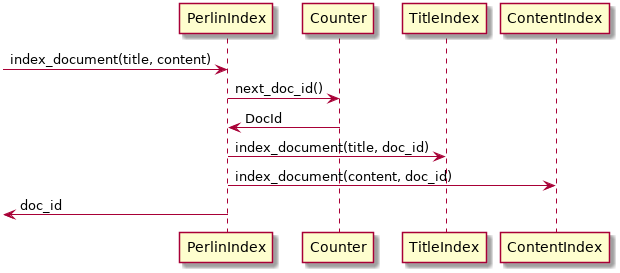 PerlinIndex Counter TitleIndex ContentIndex
index_document(title, content)
next_doc_id()
DocId
index_document(title, doc_id)
index_document(content, doc_id)
doc_id
PerlinIndex Counter TitleIndex ContentIndex